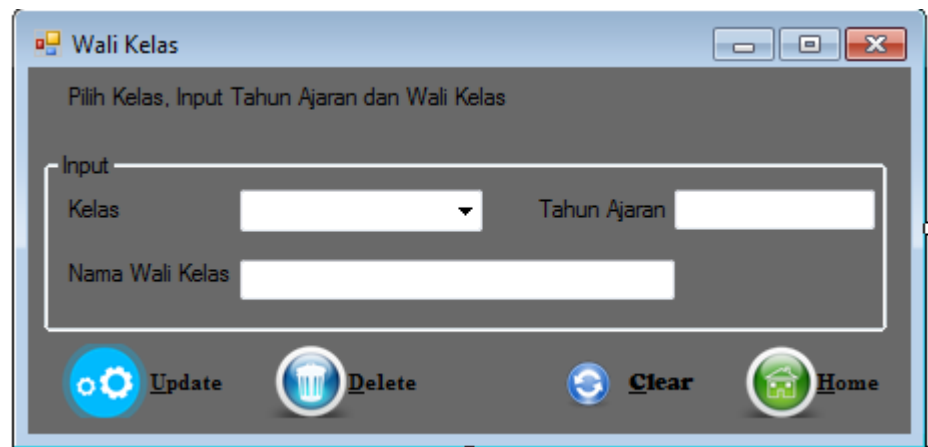 Wali Kelas
Pilih Kelas, Input Tahun Ajaran dan Wali Kelas
Input
Kelas
Tahun Ajaran
Nama Wali Kelas
Update
Delete
Clear
Home